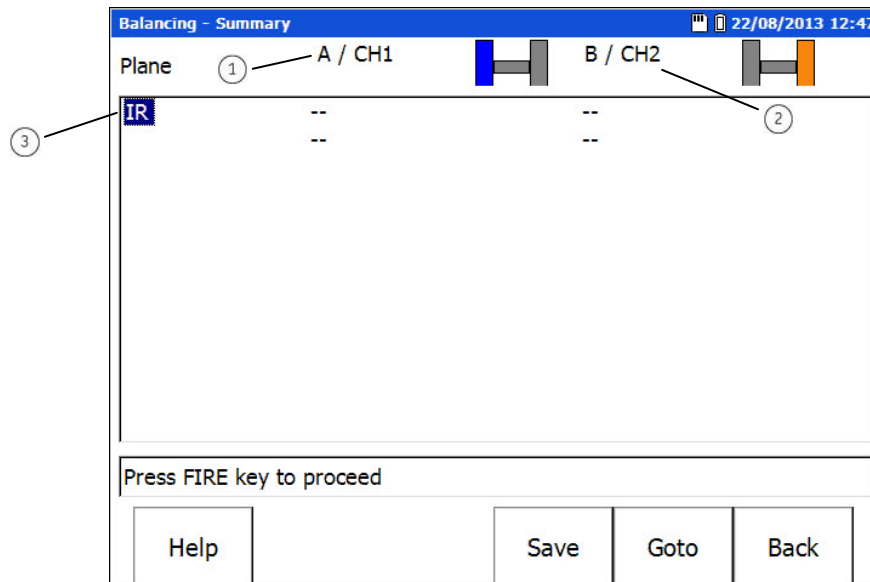 Balancing - Summary 22/08/2013 12:47
Plane 1 A / CH1 B / CH2
2
3 IR -- --
-- --
Press FIRE key to proceed
Help Save Goto Back